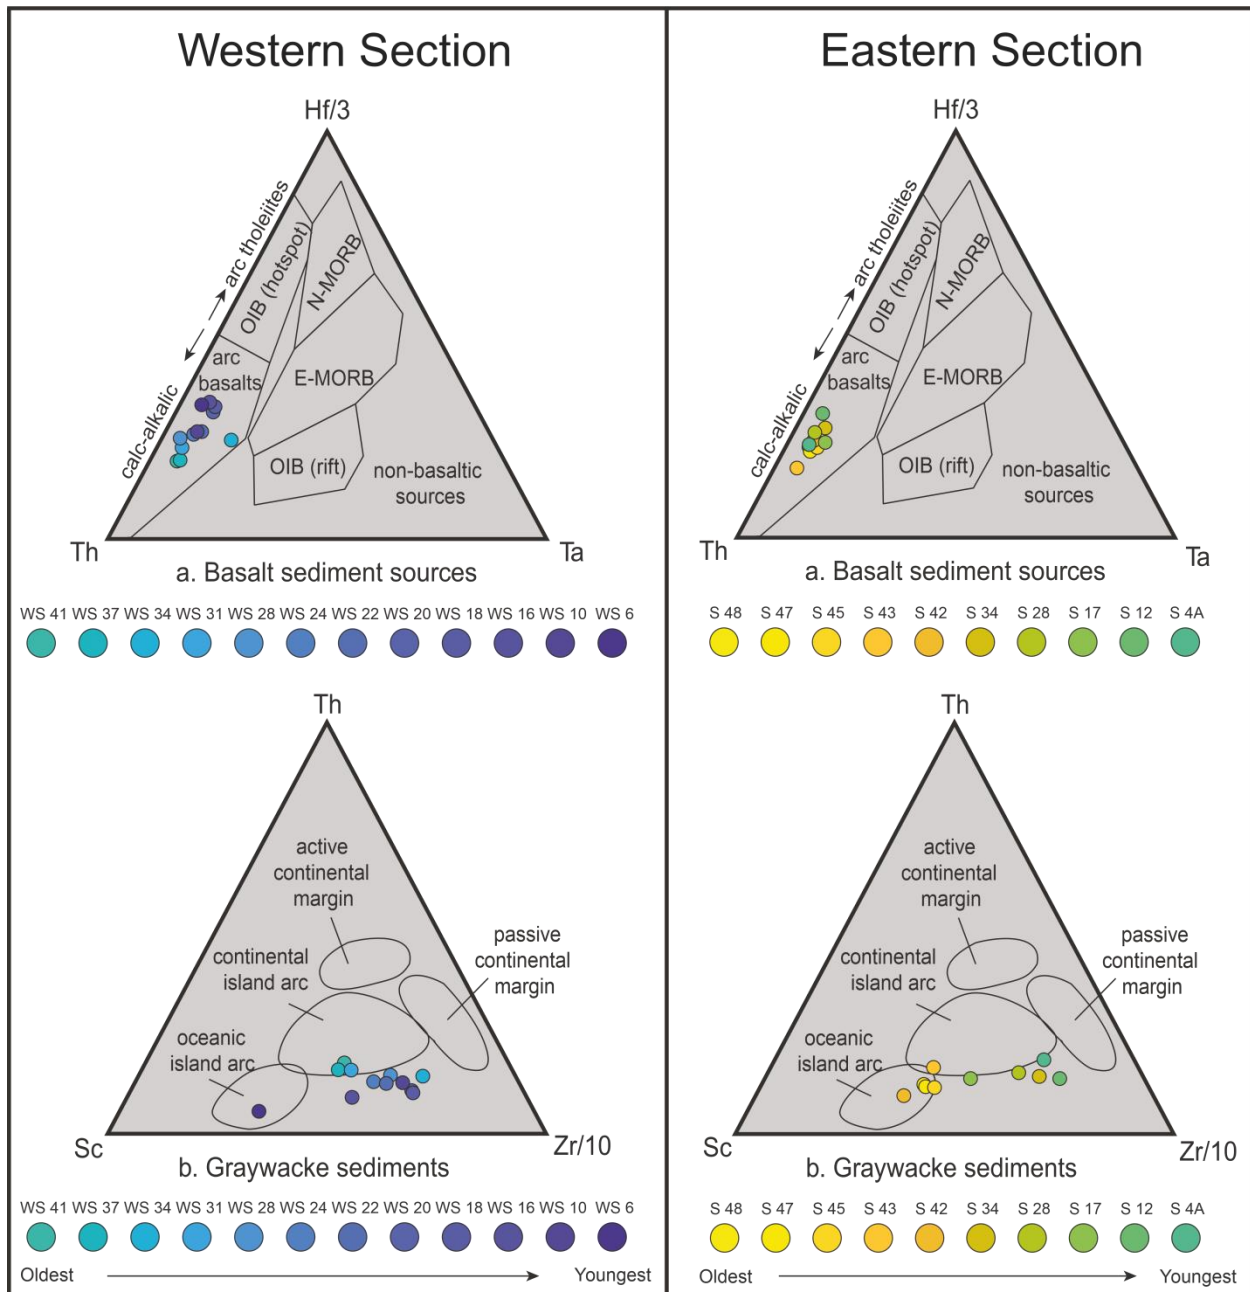 Western Section
Hf/3
arc tholeiites
calc-alkalic
OIB (hotspot)
N-MORB
arc
basalts
E-MORB
OIB (rift)
non-basaltic
sources
Th
Ta
a. Basalt sediment sources
WS 41 WS 37 WS 34 WS 31 WS 28 WS 24 WS 22 WS 20 WS 18 WS 16 WS 10 WS 6
Th
active
continental
margin
continental
island arc
passive
continental
margin
oceanic
island arc
Sc
Zr/10
b. Graywacke sediments
WS 41 WS 37 WS 34 WS 31 WS 28 WS 24 WS 22 WS 20 WS 18 WS 16 WS 10 WS 6
Oldest
Youngest
Eastern Section
Hf/3
arc tholeiites
calc-alkalic
OIB (hotspot)
N-MORB
arc
basalts
E-MORB
OIB (rift)
non-basaltic
sources
Th
Ta
a. Basalt sediment sources
S 48 S 47 S 45 S 43 S 42 S 34 S 28 S 17 S 12 S 4A
Th
active
continental
margin
continental
island arc
passive
continental
margin
oceanic
island arc
Sc
Zr/10
b. Graywacke sediments
S 48 S 47 S 45 S 43 S 42 S 34 S 28 S 17 S 12 S 4A
Oldest
Youngest